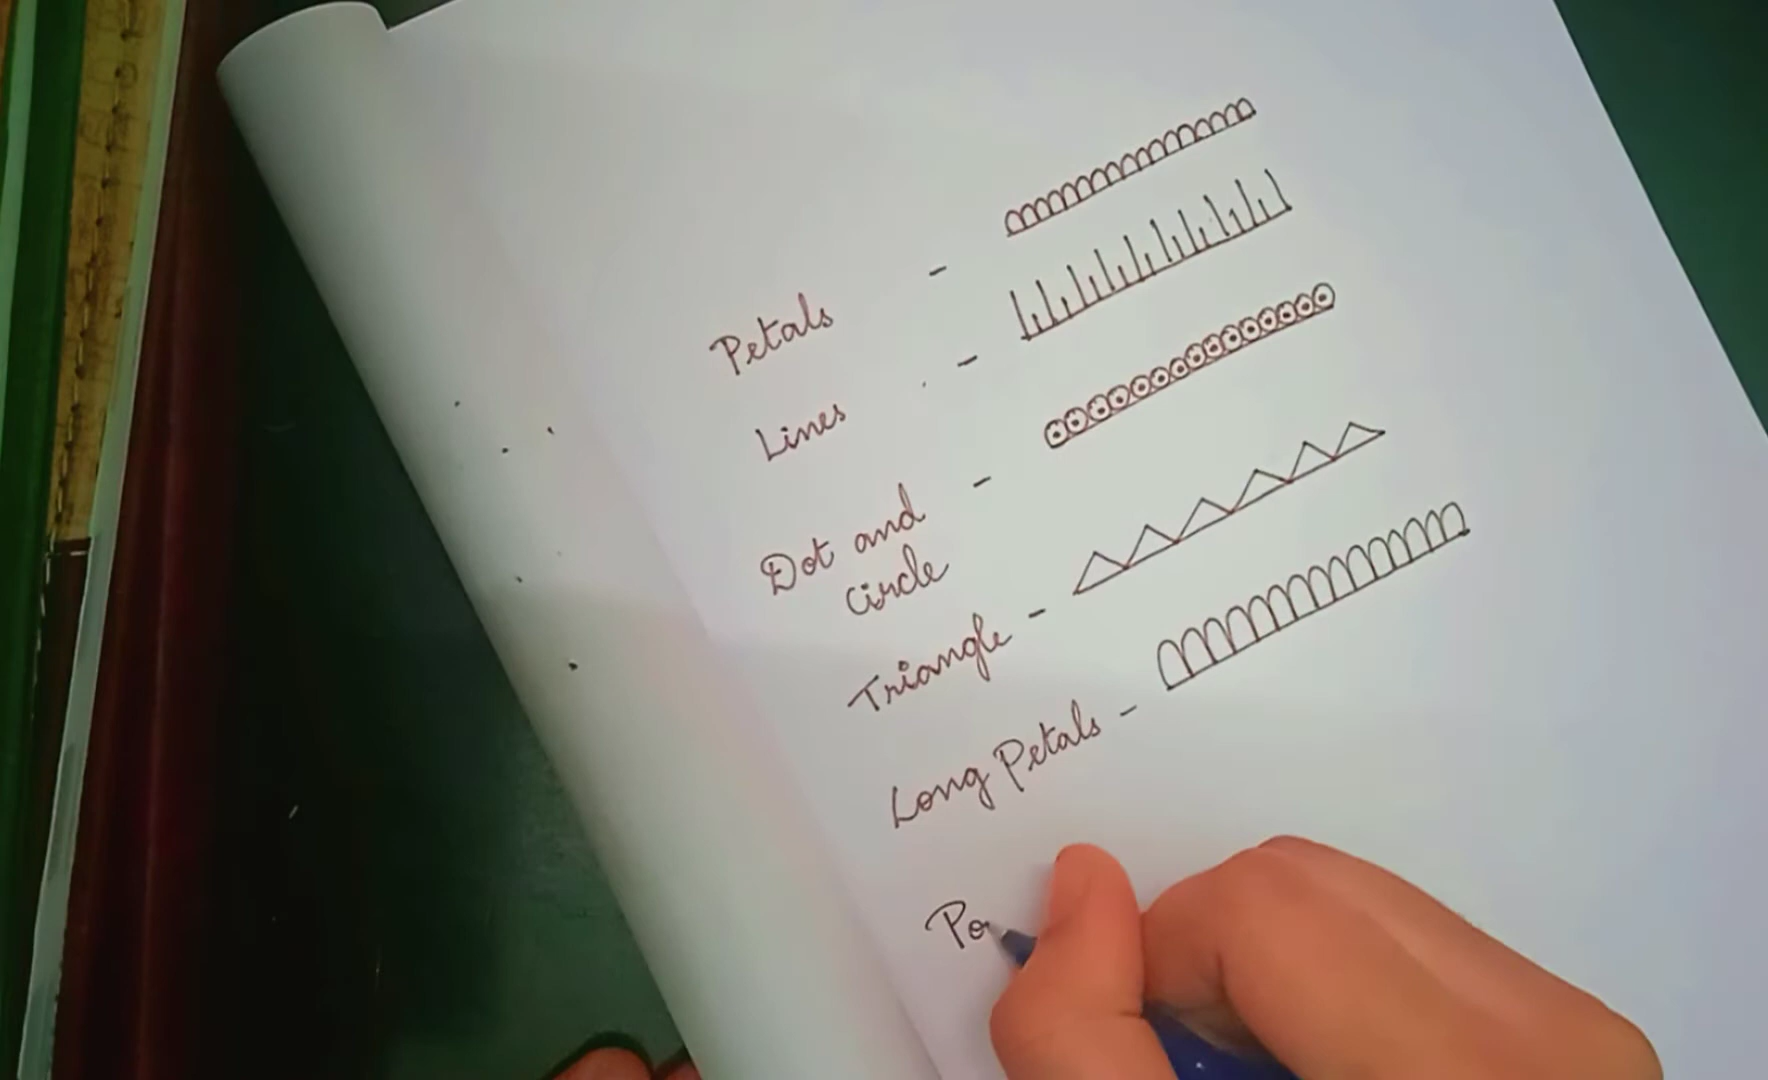 Petals -
Lines -
Dot and -
circle
Triangle -
Long Petals -
Po